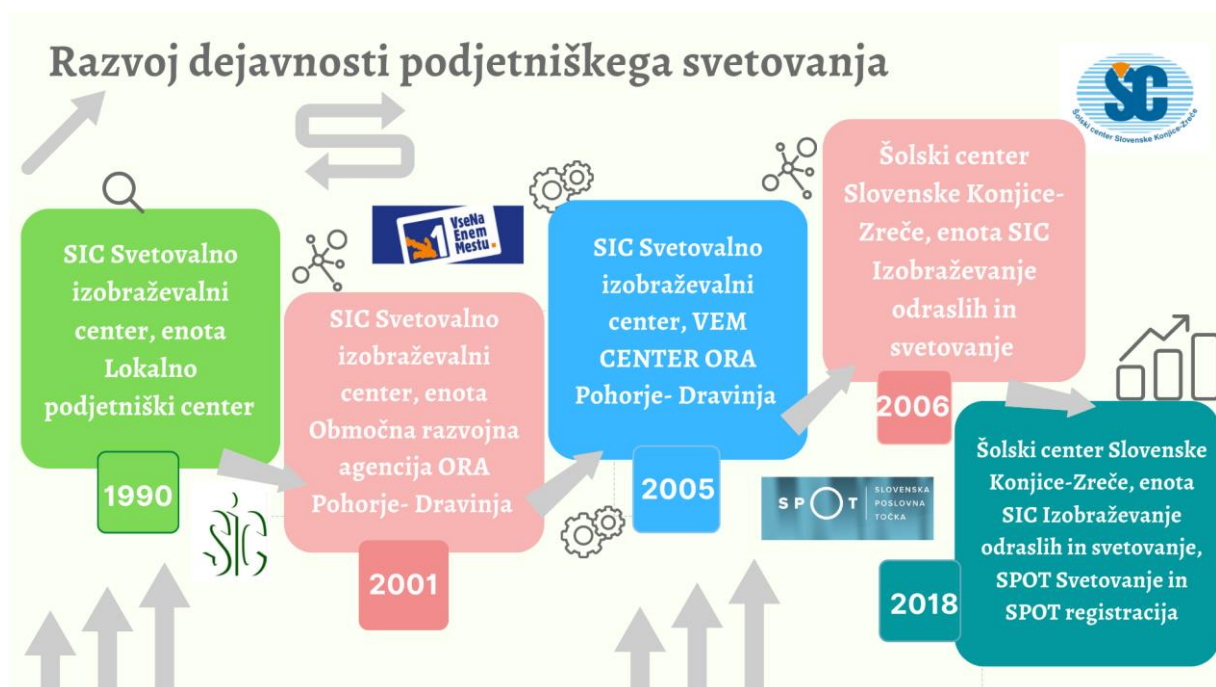 Razvoj dejavnosti podjetniškega svetovanja
ŠC
Šolski center Slovenske Konjice-Zreče
SIC Svetovalno
izobraževalni
center, enota
Lokalno
podjetniški center
1990
SIC
SIC Svetovalno
izobraževalni
center, enota
Območna razvojna
agencija ORA
Pohorje- Dravinja
2001
1
VseNa
Enem
Mestu.
SIC Svetovalno
izobraževalni
center, VEM
CENTER ORA
Pohorje- Dravinja
2005
Šolski center
Slovenske Konjice-
Zreče, enota SIC
Izobraževanje
odraslih in
svetovanje
2006
SPOT
SLOVENSKA
POSLOVNA
TOČKA
Šolski center Slovenske
Konjice-Zreče, enota
SIC Izobraževanje
odraslih in svetovanje,
SPOT Svetovanje in
SPOT registracija
2018